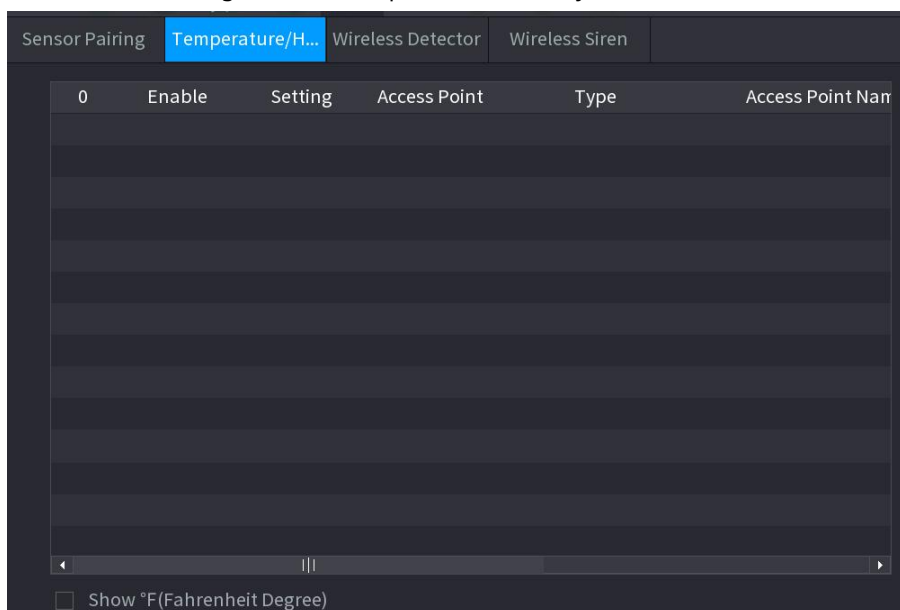 Sensor Pairing Temperature/H... Wireless Detector Wireless Siren
0 Enable Setting Access Point Type Access Point Nam
Show °F(Fahrenheit Degree)